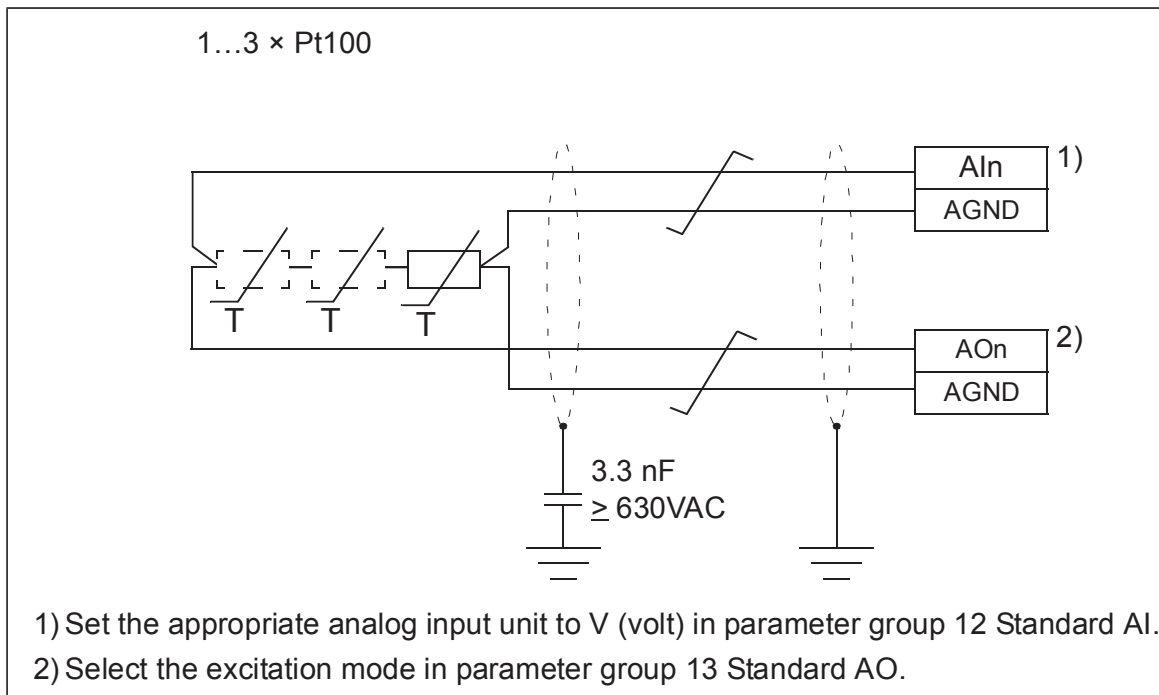 1…3 × Pt100
AIn 1)
AGND
T T T
AOn 2)
AGND
3.3 nF
≥ 630VAC
1) Set the appropriate analog input unit to V (volt) in parameter group 12 Standard AI.
2) Select the excitation mode in parameter group 13 Standard AO.